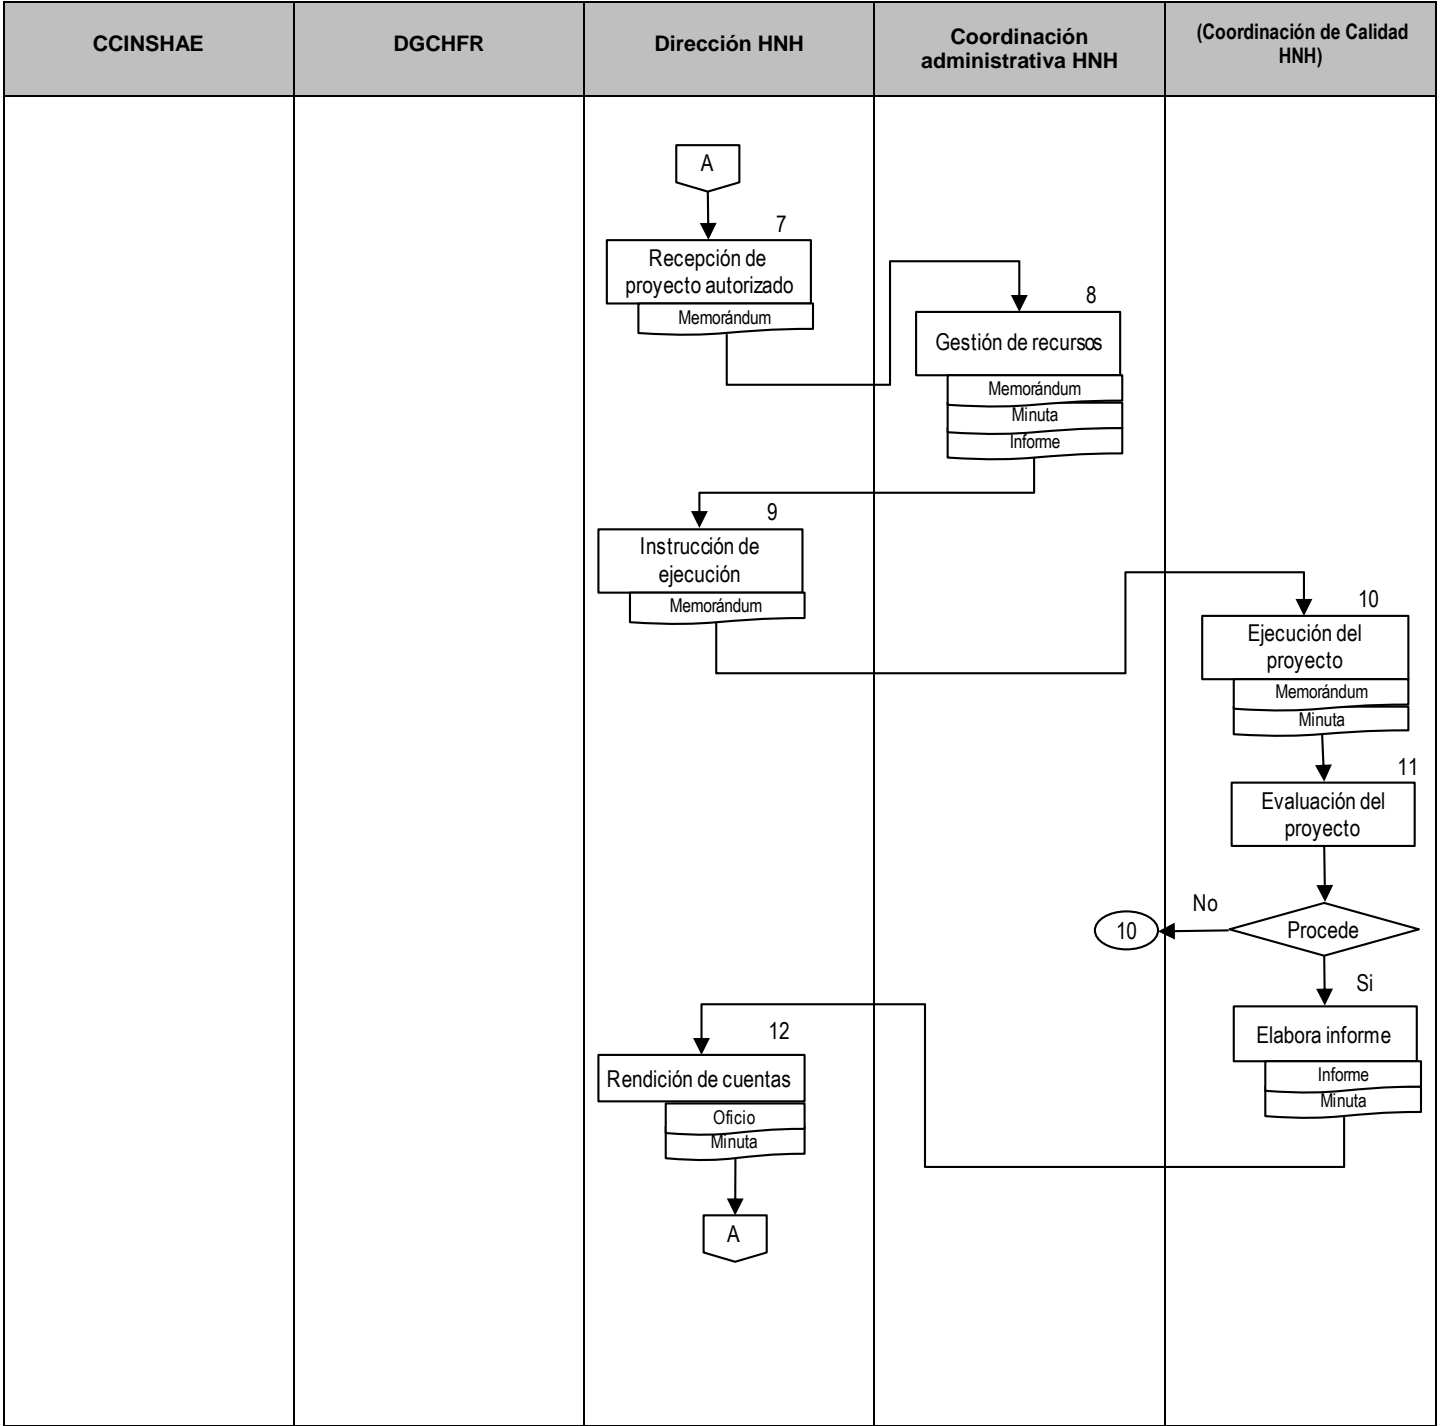 CCINSHAE
DGCHFR
Dirección HNH
Coordinación
administrativa HNH
(Coordinación de Calidad
HNH)
A
7
Recepción de
proyecto autorizado
Memorándum
8
Gestión de recursos
Memorándum
Minuta
Informe
9
Instrucción de
ejecución
Memorándum
10
Ejecución del
proyecto
Memorándum
Minuta
11
Evaluación del
proyecto
No
10
Procede
Si
Elabora informe
Informe
Minuta
12
Rendición de cuentas
Oficio
Minuta
A